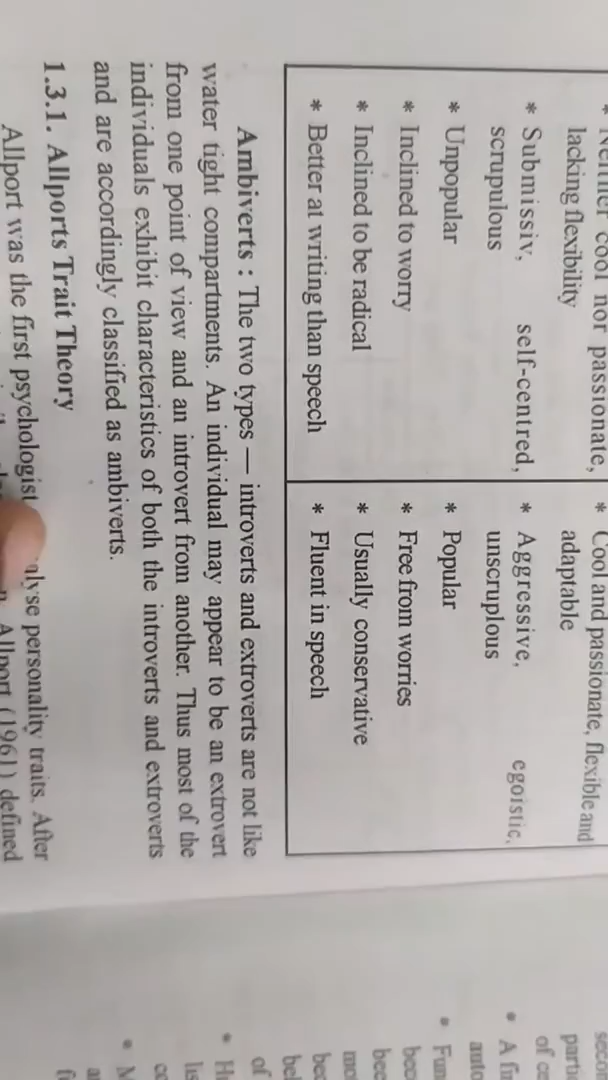 * Neither cool nor passionate,
lacking flexibility
* Submissiv, self-centred,
scrupulous
* Unpopular
* Inclined to worry
* Inclined to be radical
* Better at writing than speech
* Cool and passionate, flexible and
adaptable
* Aggressive, egoistic,
unscruplous
* Popular
* Free from worries
* Usually conservative
* Fluent in speech
Ambiverts : The two types — introverts and extroverts are not like
water tight compartments. An individual may appear to be an extrovert
from one point of view and an introvert from another. Thus most of the
individuals exhibit characteristics of both the introverts and extroverts
and are accordingly classified as ambiverts.
1.3.1. Allports Trait Theory
Allport was the first psychologist alyse personality traits. After
Allport (1961) defined